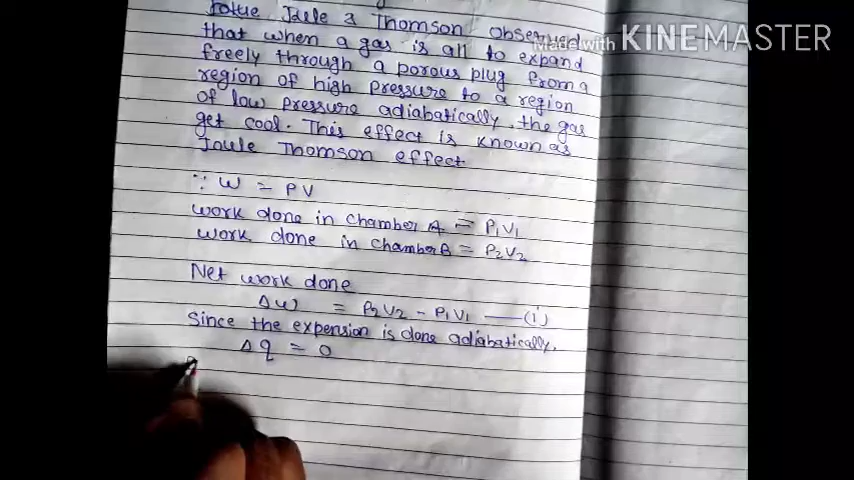 Joule Thomson observed
Made with KINEMASTER
that when a gas is all to expand
freely through a porous plug from a
region of high pressure to a region
of low pressure adiabatically, the gas
get cool. This effect is known as
Joule Thomson effect.
∵ W = PV
work done in chamber A = P₁V₁
work done in chamber B = P₂V₂
Net work done
ΔW = P₂V₂ - P₁V₁ —(i)
Since the expension is done adiabatically.
Δq = 0